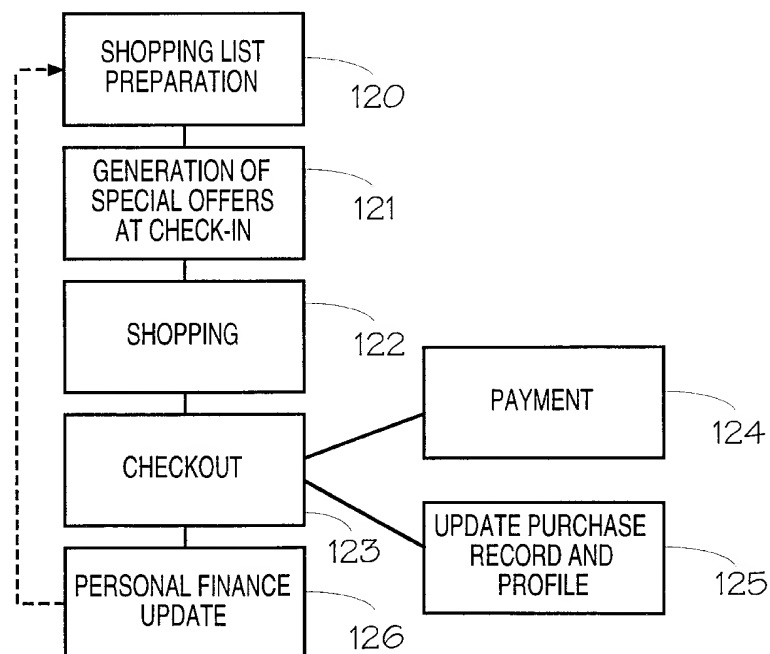 SHOPPING LIST
PREPARATION
120
GENERATION OF
SPECIAL OFFERS
AT CHECK-IN
121
SHOPPING
122
PAYMENT
124
CHECKOUT
123
UPDATE PURCHASE
RECORD AND
PROFILE
125
PERSONAL FINANCE
UPDATE
126